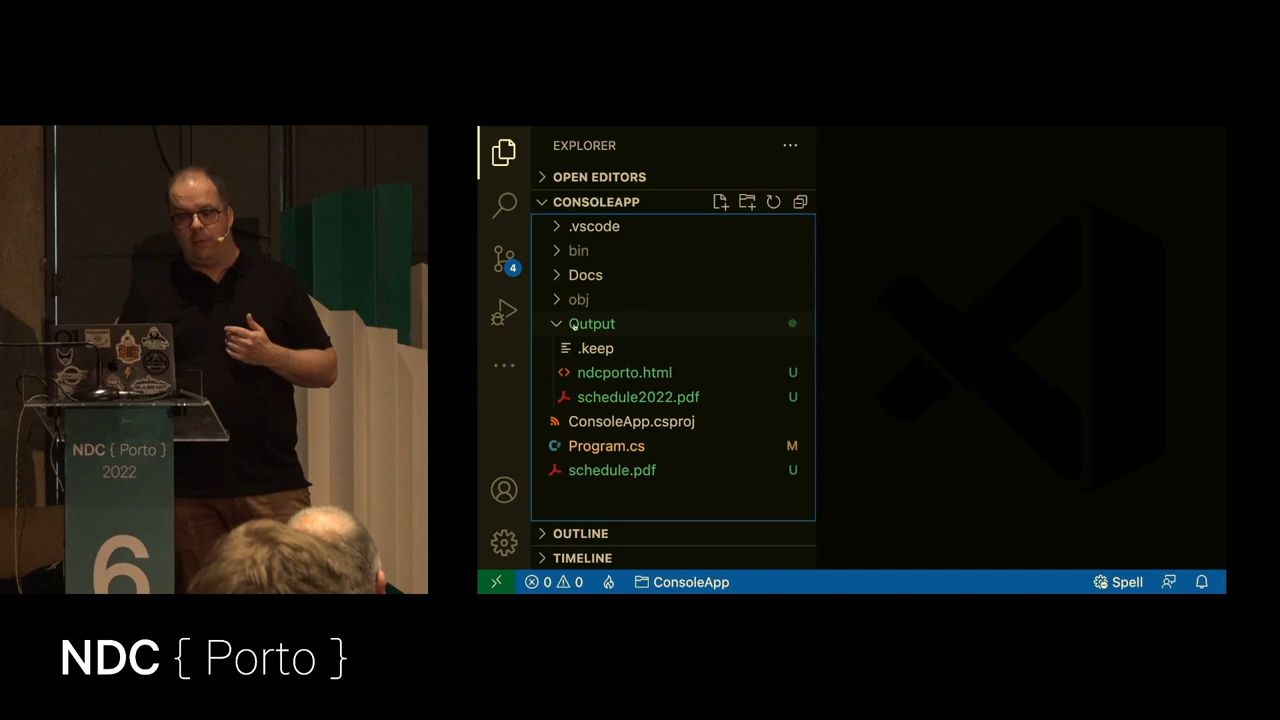 NDC { Porto }
2022
6
EXPLORER
OPEN EDITORS
CONSOLEAPP
.vscode
bin
Docs
obj
Output
.keep
ndcporto.html U
schedule2022.pdf U
ConsoleApp.csproj
Program.cs M
schedule.pdf U
4
OUTLINE
TIMELINE
0 0 ConsoleApp Spell
NDC { Porto }